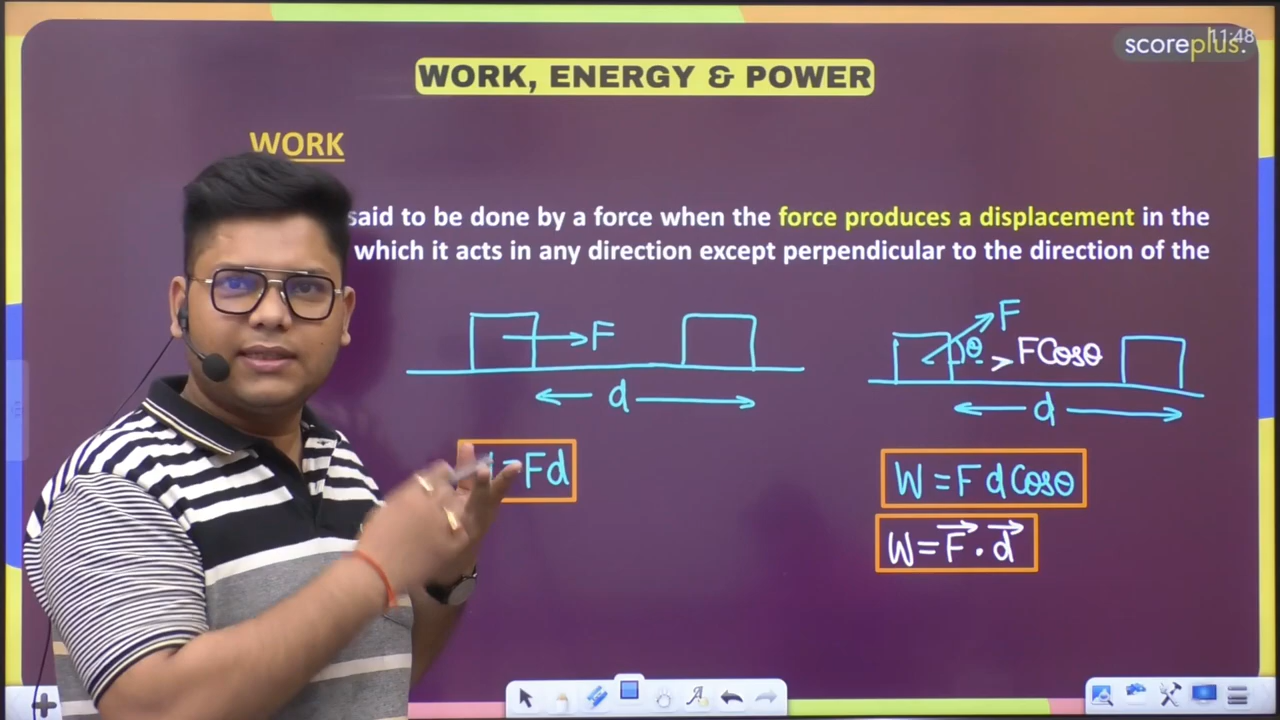 11:48
scoreplus.
WORK, ENERGY & POWER
WORK
said to be done by a force when the force produces a displacement in the
which it acts in any direction except perpendicular to the direction of the
F
F
θ
FCosθ
d
d
=Fd
W = F d Cosθ
W = F⃗ . d⃗